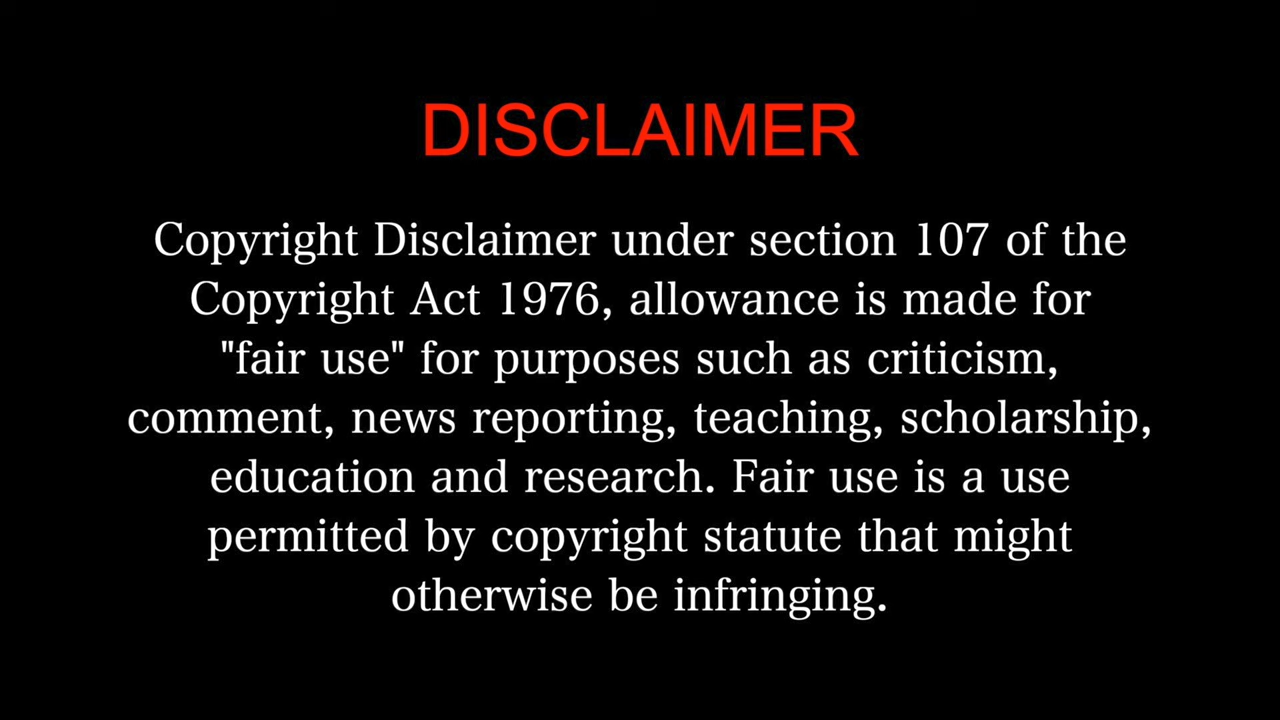 DISCLAIMER
Copyright Disclaimer under section 107 of the
Copyright Act 1976, allowance is made for
"fair use" for purposes such as criticism,
comment, news reporting, teaching, scholarship,
education and research. Fair use is a use
permitted by copyright statute that might
otherwise be infringing.